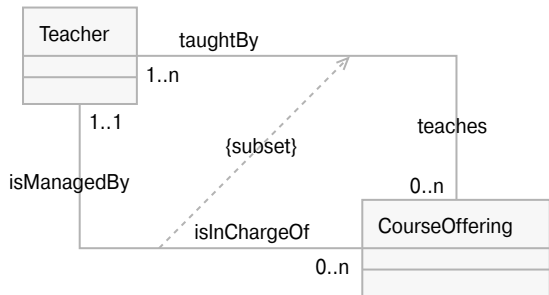 Teacher
taughtBy
1..n
1..1
{subset}
teaches
isManagedBy
0..n
isInChargeOf
CourseOffering
0..n